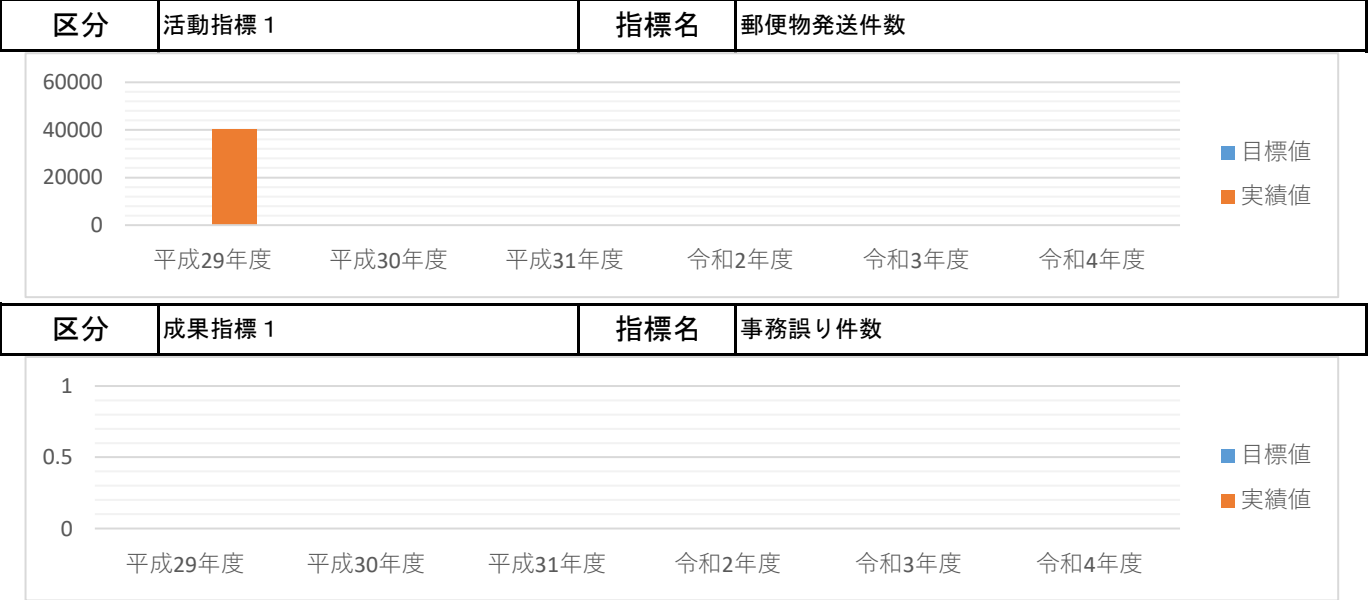 区分 活動指標１ 指標名 郵便物発送件数
60000
40000
20000
0
目標値
実績値
平成29年度 平成30年度 平成31年度 令和2年度 令和3年度 令和4年度
区分 成果指標１ 指標名 事務誤り件数
1
0.5
0
目標値
実績値
平成29年度 平成30年度 平成31年度 令和2年度 令和3年度 令和4年度